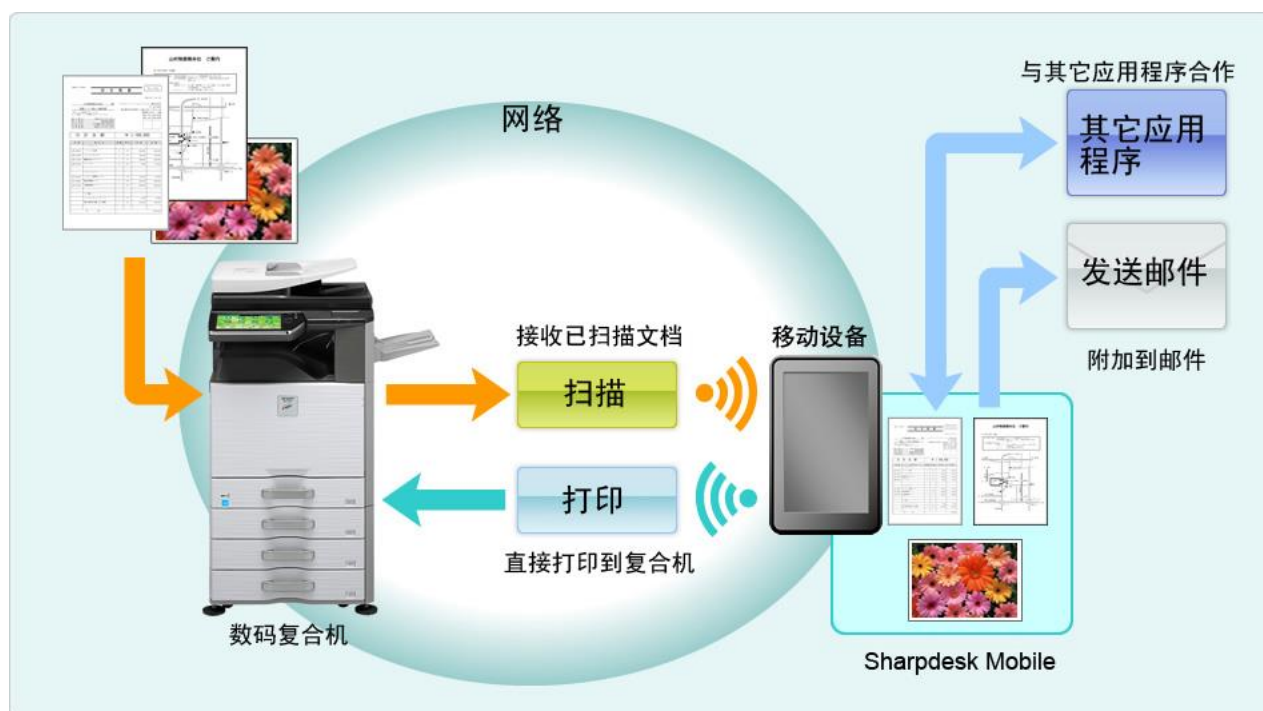 与其它应用程序合作
网络
其它应用
程序
发送邮件
附加到邮件
接收已扫描文档
扫描
移动设备
打印
直接打印到复合机
数码复合机
Sharpdesk Mobile